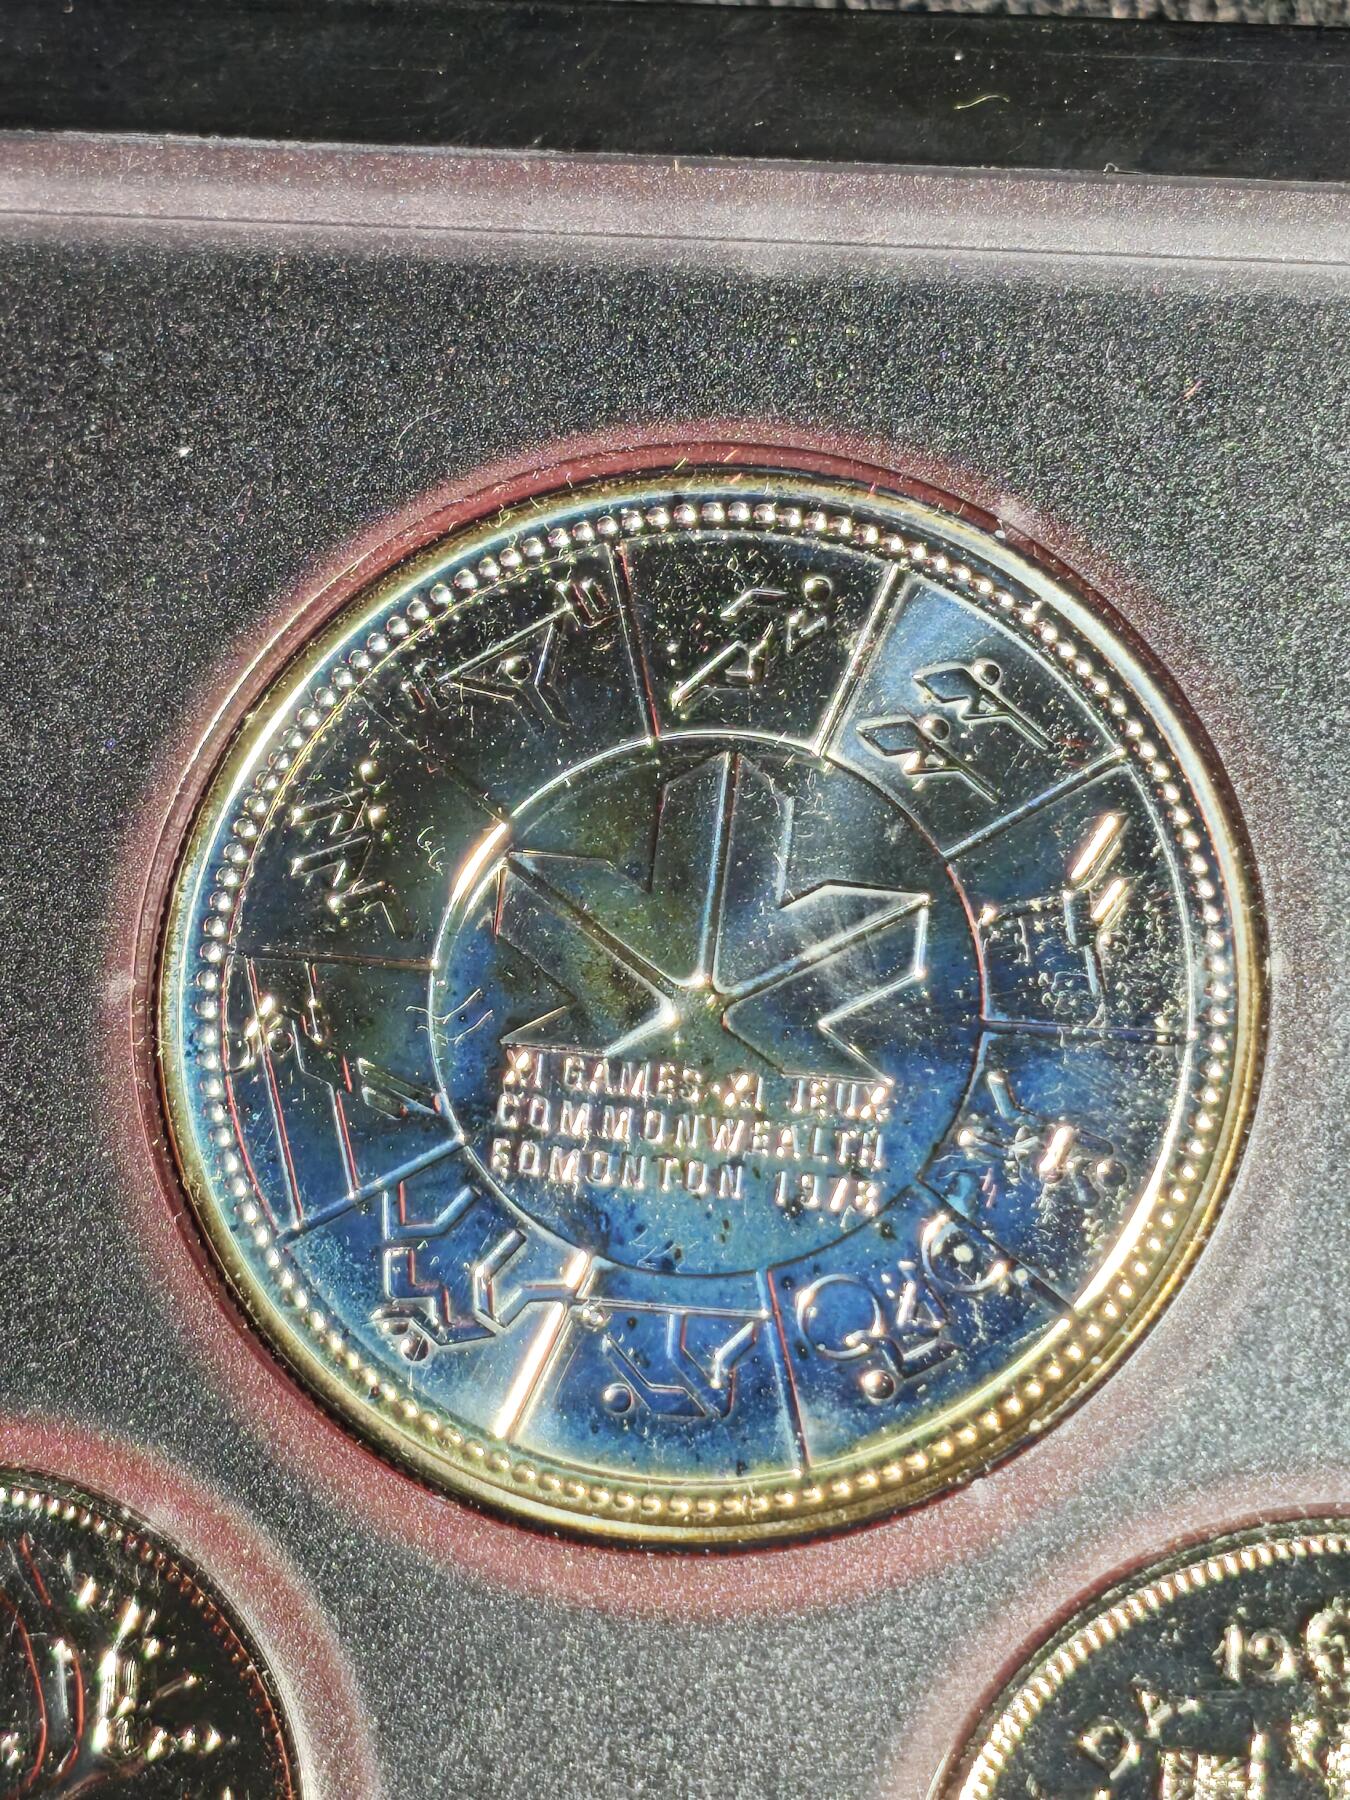 XI GAMES·XI JEUX
COMMONWEALTH
EDMONTON 1978